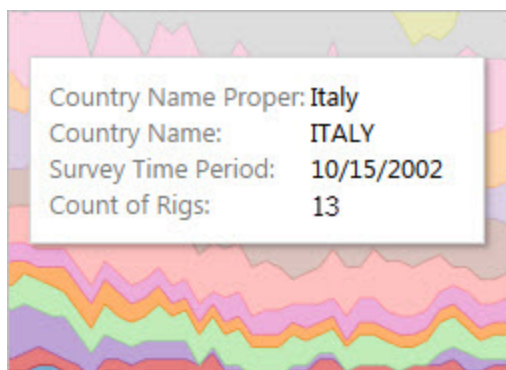 Country Name Proper: Italy
Country Name: ITALY
Survey Time Period: 10/15/2002
Count of Rigs: 13